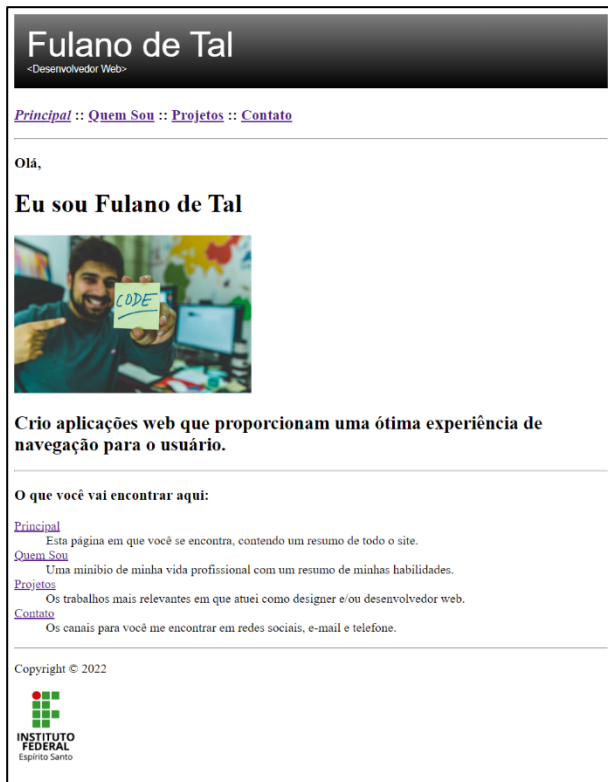 Fulano de Tal
<Desenvolvedor Web>
Principal :: Quem Sou :: Projetos :: Contato
Olá,
Eu sou Fulano de Tal
CODE
Crio aplicações web que proporcionam uma ótima experiência de
navegação para o usuário.
O que você vai encontrar aqui:
Principal
Esta página em que você se encontra, contendo um resumo de todo o site.
Quem Sou
Uma minibio de minha vida profissional com um resumo de minhas habilidades.
Projetos
Os trabalhos mais relevantes em que atuei como designer e/ou desenvolvedor web.
Contato
Os canais para você me encontrar em redes sociais, e-mail e telefone.
Copyright © 2022
INSTITUTO
FEDERAL
Espírito Santo